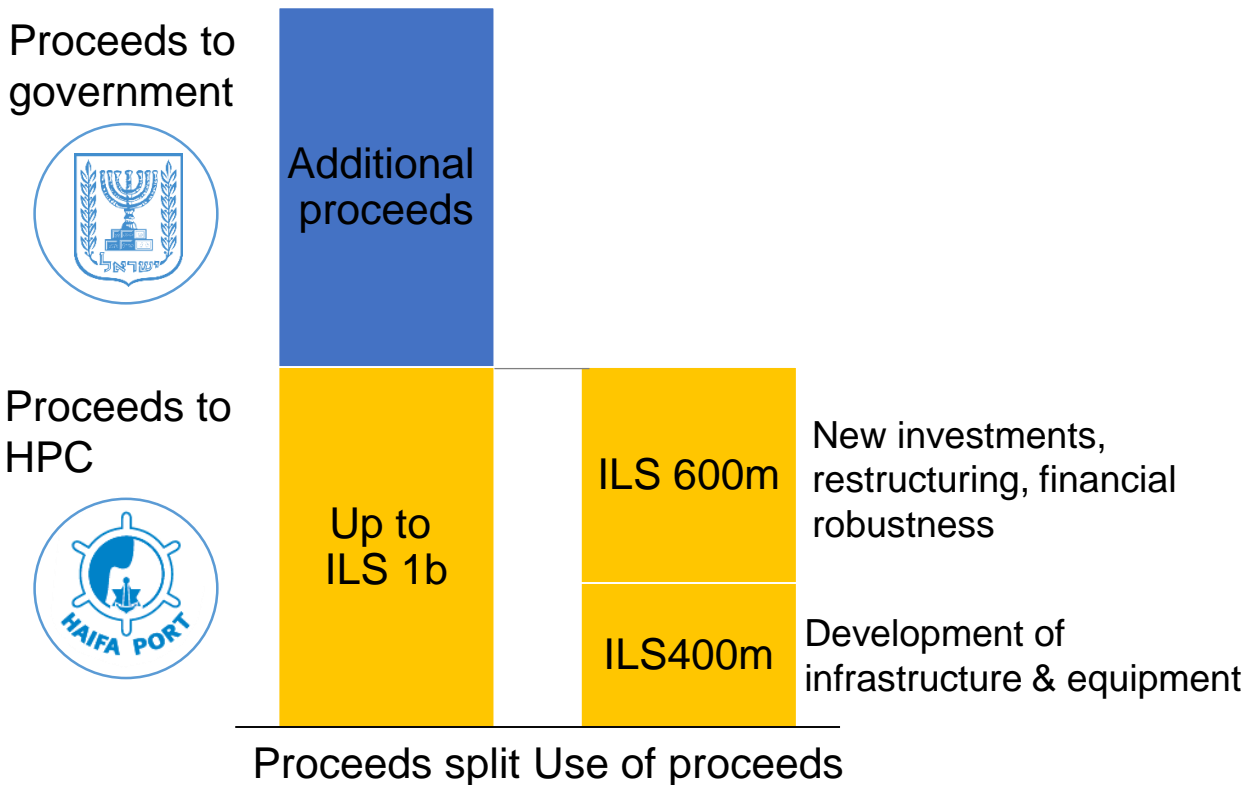 Proceeds to
government
ישראל
Additional
proceeds
Proceeds to
HPC
HAIFA PORT
Up to
ILS 1b
ILS 600m
New investments,
restructuring, financial
robustness
ILS400m
Development of
infrastructure & equipment
Proceeds split Use of proceeds